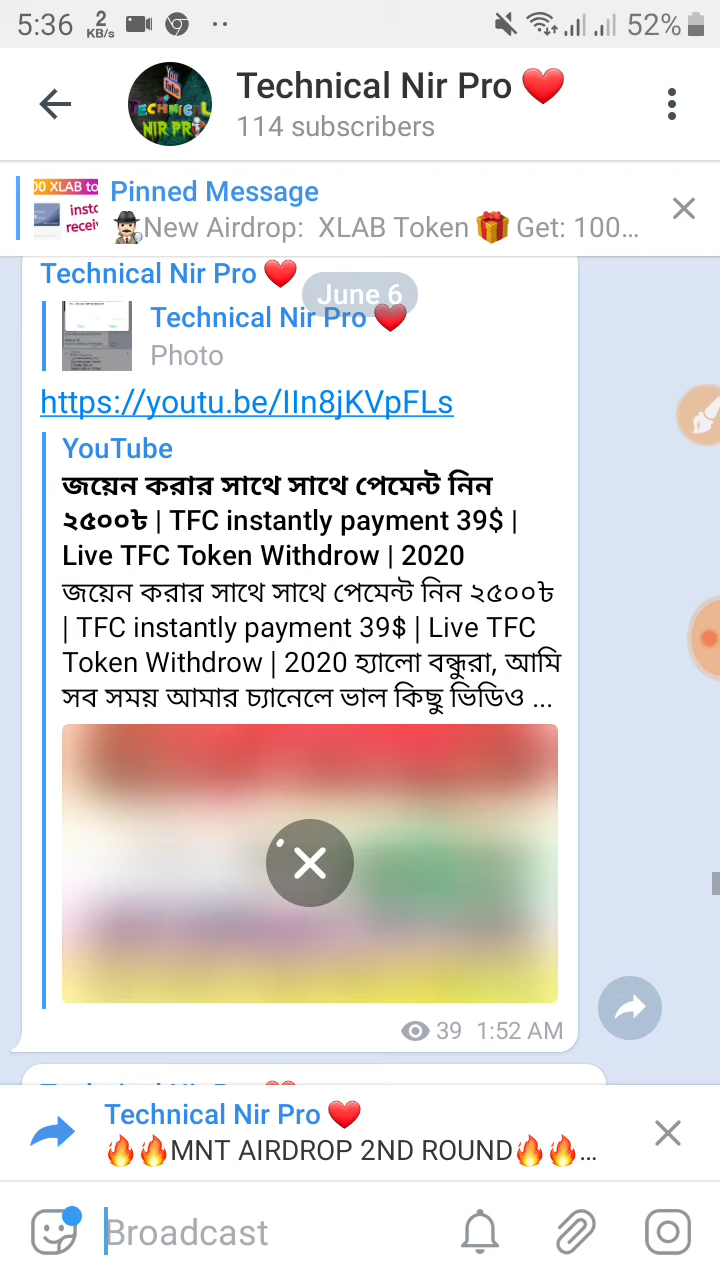 5:36 2 KB/s 52%
Technical Nir Pro ❤️
114 subscribers
Pinned Message
🕵️New Airdrop: XLAB Token 🎁 Get: 100...
00 XLAB to
Technical Nir Pro ❤️
June 6
Technical Nir Pro ❤️
Photo
https://youtu.be/IIn8jKVpFLs
YouTube
জয়েন করার সাথে সাথে পেমেন্ট নিন
২৫০০৳ | TFC instantly payment 39$ |
Live TFC Token Withdrow | 2020
জয়েন করার সাথে সাথে পেমেন্ট নিন ২৫০০৳
| TFC instantly payment 39$ | Live TFC
Token Withdrow | 2020 হ্যালো বন্ধুরা, আমি
সব সময় আমার চ্যানেলে ভাল কিছু ভিডিও ...
39 1:52 AM
Technical Nir Pro ❤️
🔥🔥MNT AIRDROP 2ND ROUND🔥🔥...
Broadcast